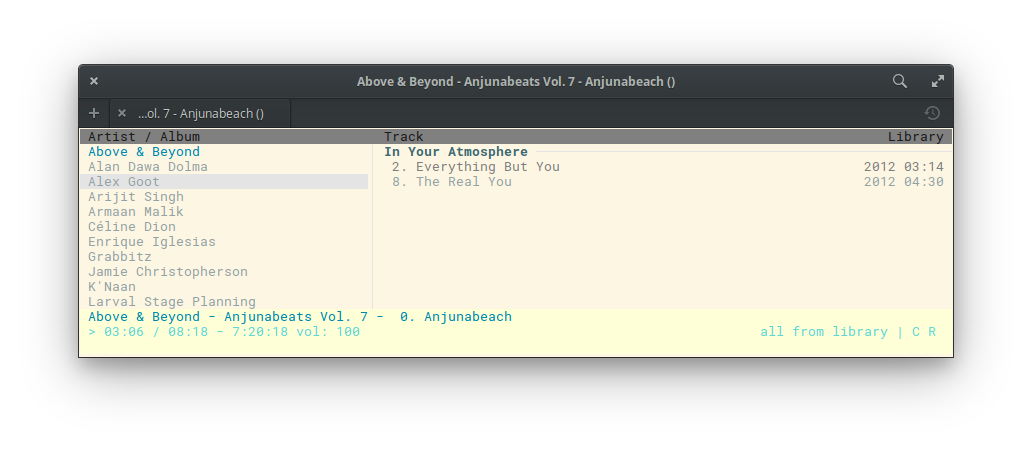 Above & Beyond - Anjunabeats Vol. 7 - Anjunabeach ()
...ol. 7 - Anjunabeach ()
Artist / Album Track Library
Above & Beyond In Your Atmosphere
Alan Dawa Dolma 2. Everything But You 2012 03:14
Alex Goot 8. The Real You 2012 04:30
Arijit Singh
Armaan Malik
Céline Dion
Enrique Iglesias
Grabbitz
Jamie Christopherson
K'Naan
Larval Stage Planning
Above & Beyond - Anjunabeats Vol. 7 - 0. Anjunabeach
> 03:06 / 08:18 - 7:20:18 vol: 100 all from library | C R